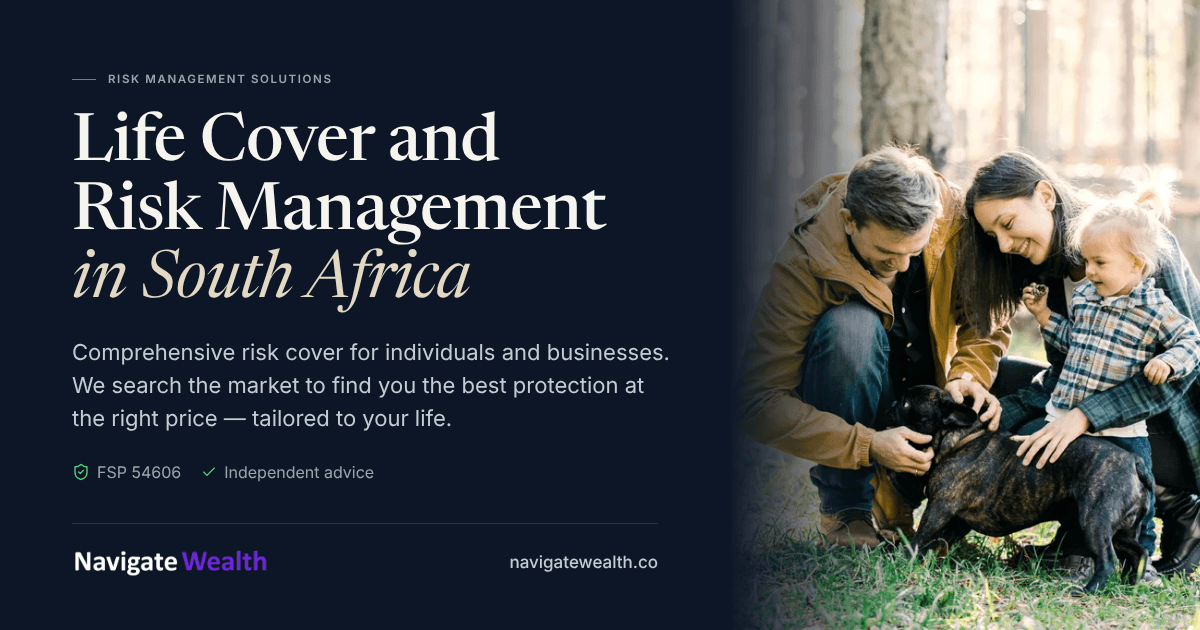 RISK MANAGEMENT SOLUTIONS
Life Cover and
Risk Management
in South Africa
Comprehensive risk cover for individuals and businesses.
We search the market to find you the best protection at
the right price — tailored to your life.
FSP 54606 Independent advice
Navigate Wealth navigatewealth.co